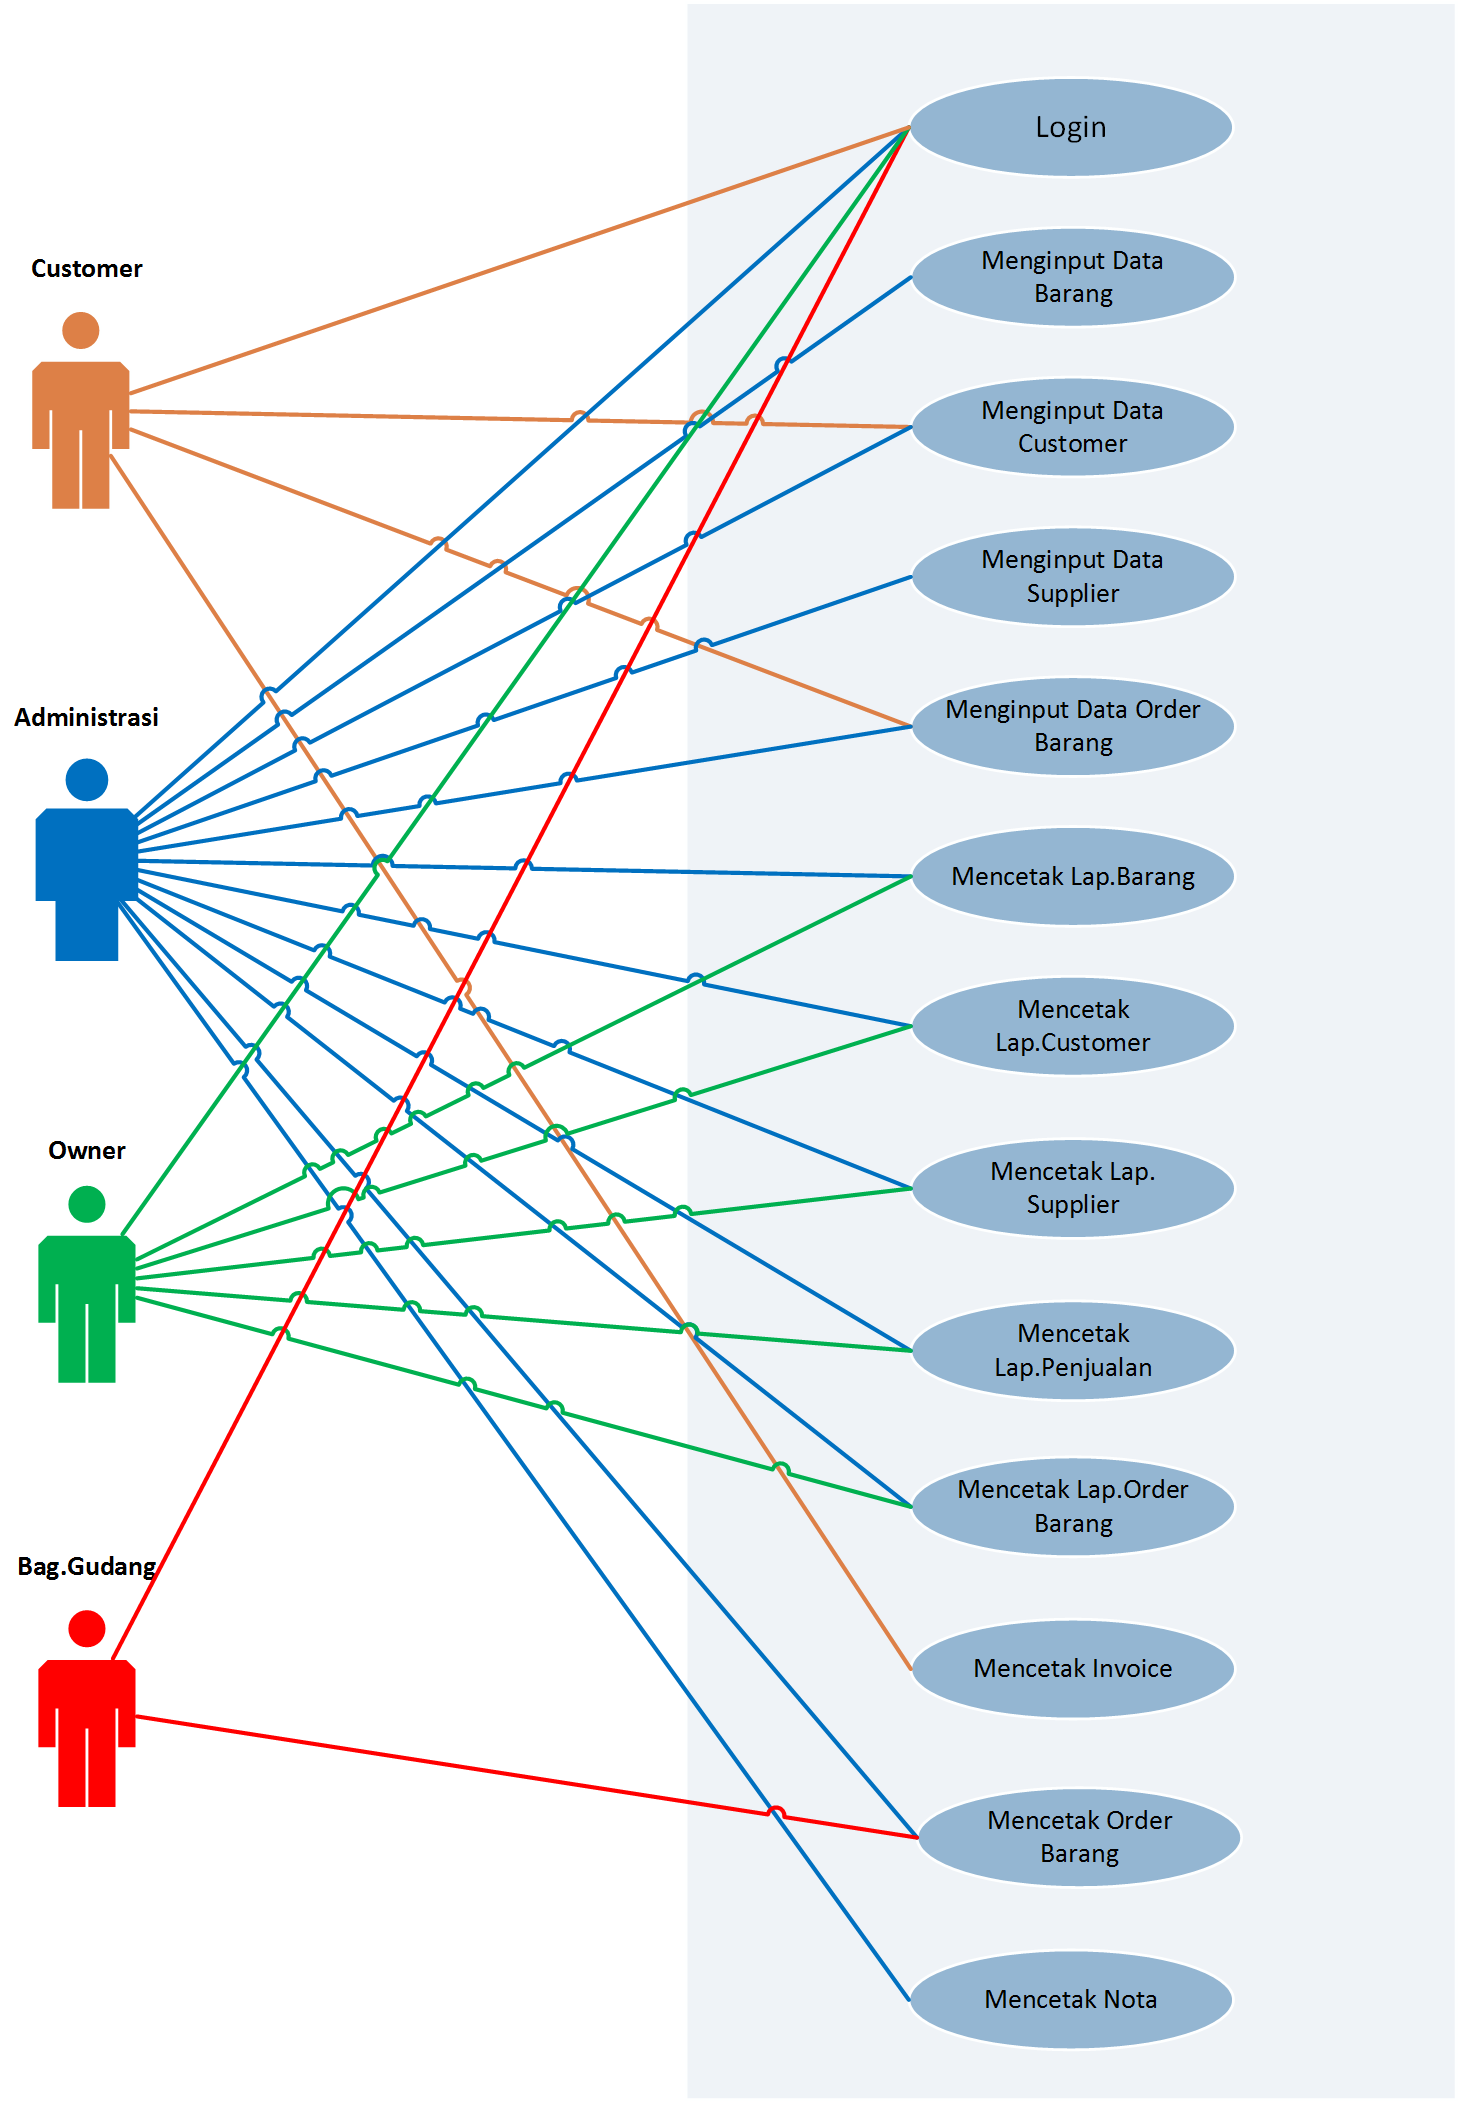 Customer
Administrasi
Owner
Bag.Gudang
Login
Menginput Data
Barang
Menginput Data
Customer
Menginput Data
Supplier
Menginput Data Order
Barang
Mencetak Lap.Barang
Mencetak
Lap.Customer
Mencetak Lap.
Supplier
Mencetak
Lap.Penjualan
Mencetak Lap.Order
Barang
Mencetak Invoice
Mencetak Order
Barang
Mencetak Nota